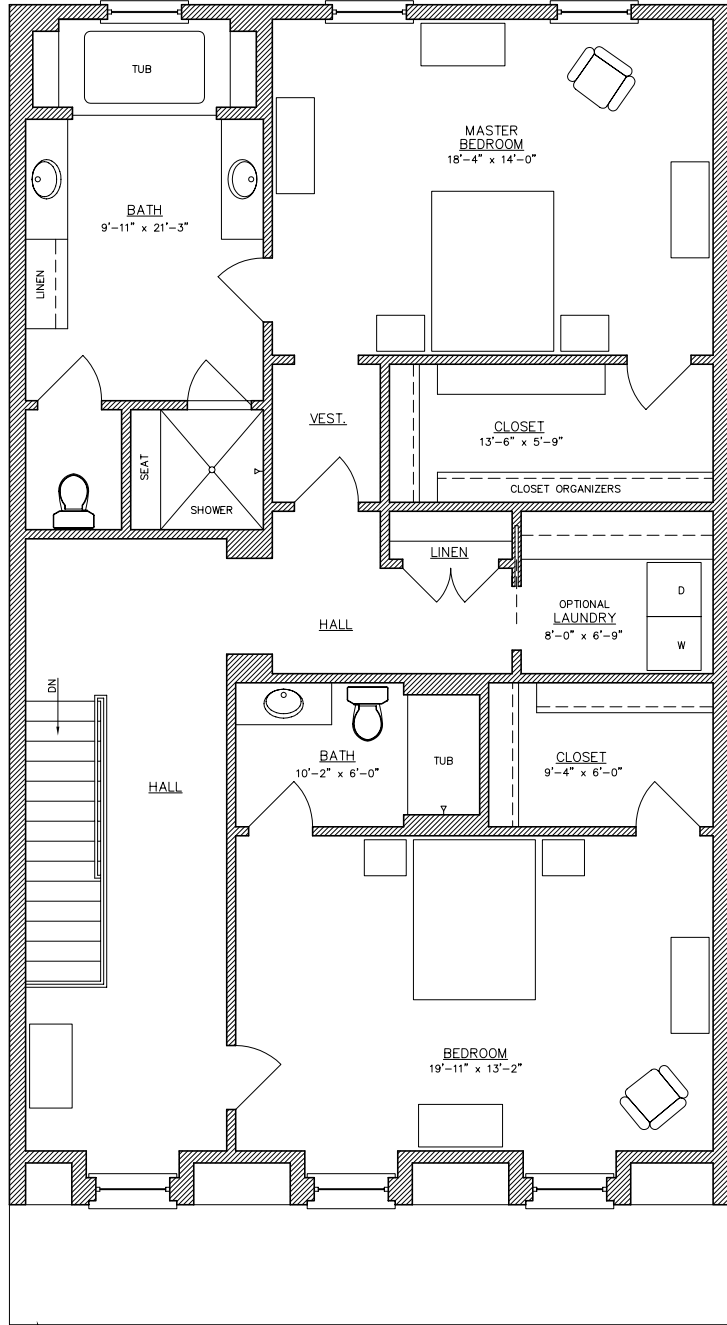 TUB
MASTER
BEDROOM
18'-4" x 14'-0"
BATH
9'-11" x 21'-3"
LINEN
VEST.
CLOSET
13'-6" x 5'-9"
SEAT
SHOWER
CLOSET ORGANIZERS
LINEN
OPTIONAL
LAUNDRY
8'-0" x 6'-9"
D
W
HALL
DN
BATH
10'-2" x 6'-0"
TUB
CLOSET
9'-4" x 6'-0"
HALL
BEDROOM
19'-11" x 13'-2"